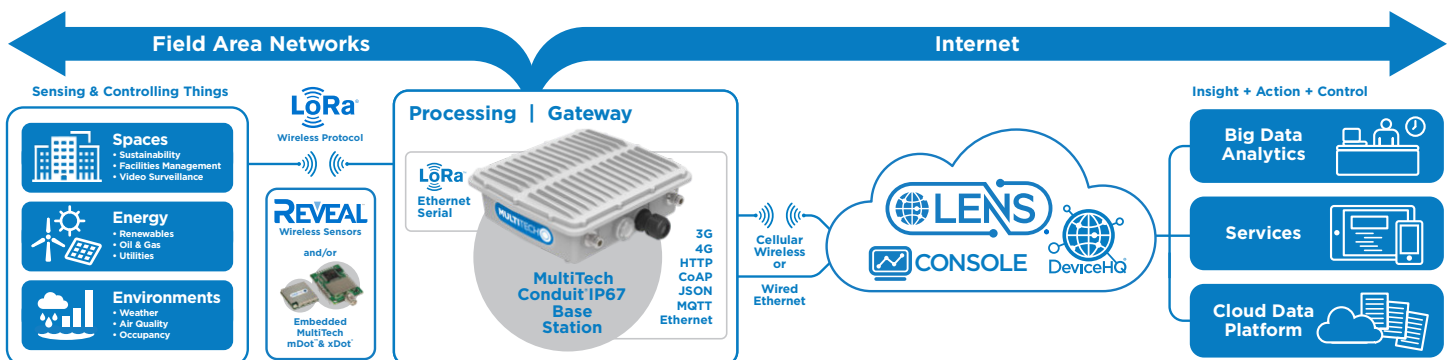 Field Area Networks
Internet
Sensing & Controlling Things
Spaces
• Sustainability
• Facilities Management
• Video Surveillance
Energy
• Renewables
• Oil & Gas
• Utilities
Environments
• Weather
• Air Quality
• Occupancy
LoRa®
Wireless Protocol
REVEAL™
Wireless Sensors
and/or
Embedded
MultiTech
mDot™& xDot®
Processing | Gateway
LoRa®
Ethernet
Serial
MULTITECH
MultiTech
Conduit® IP67
Base
Station
3G
4G
HTTP
CoAP
JSON
MQTT
Ethernet
Cellular
Wireless
or
Wired
Ethernet
LENS®
CONSOLE
DeviceHQ®
Insight + Action + Control
Big Data
Analytics
Services
Cloud Data
Platform